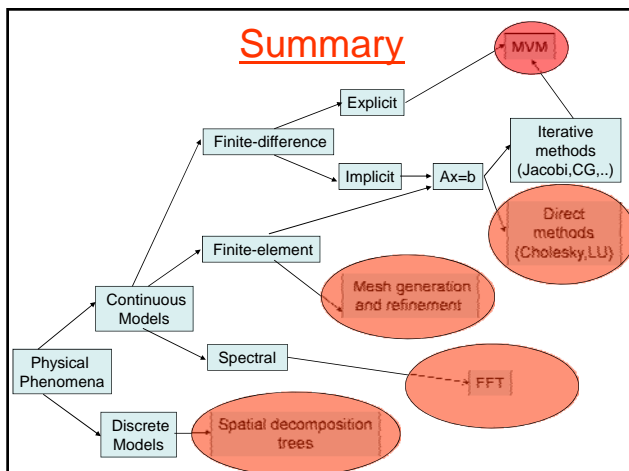 Summary
MVM
Explicit
Finite-difference
Iterative
methods
(Jacobi,CG,..)
Implicit
Ax=b
Direct
methods
(Cholesky,LU)
Finite-element
Mesh generation
and refinement
Continuous
Models
Physical
Phenomena
Spectral
FFT
Discrete
Models
Spatial decomposition
trees